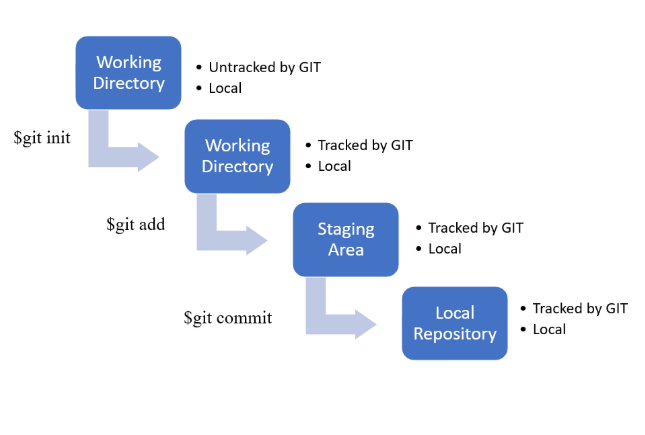 Working
Directory
• Untracked by GIT
• Local
$git init
Working
Directory
• Tracked by GIT
• Local
$git add
Staging
Area
• Tracked by GIT
• Local
$git commit
Local
Repository
• Tracked by GIT
• Local